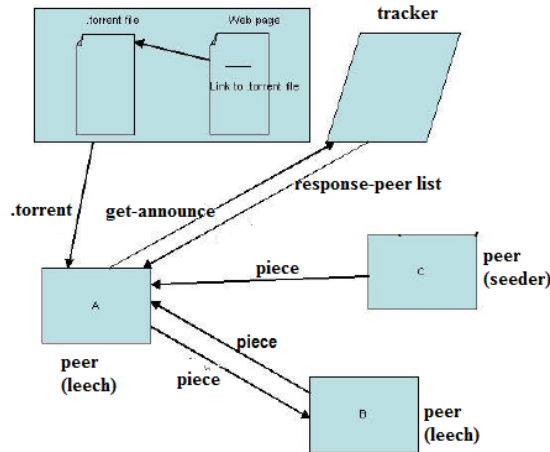 .torrent file
Web page
tracker
Link to .torrent file
response-peer list
get-announce
.torrent
piece
peer
(seeder)
C
A
piece
peer
(leech)
piece
B
peer
(leech)